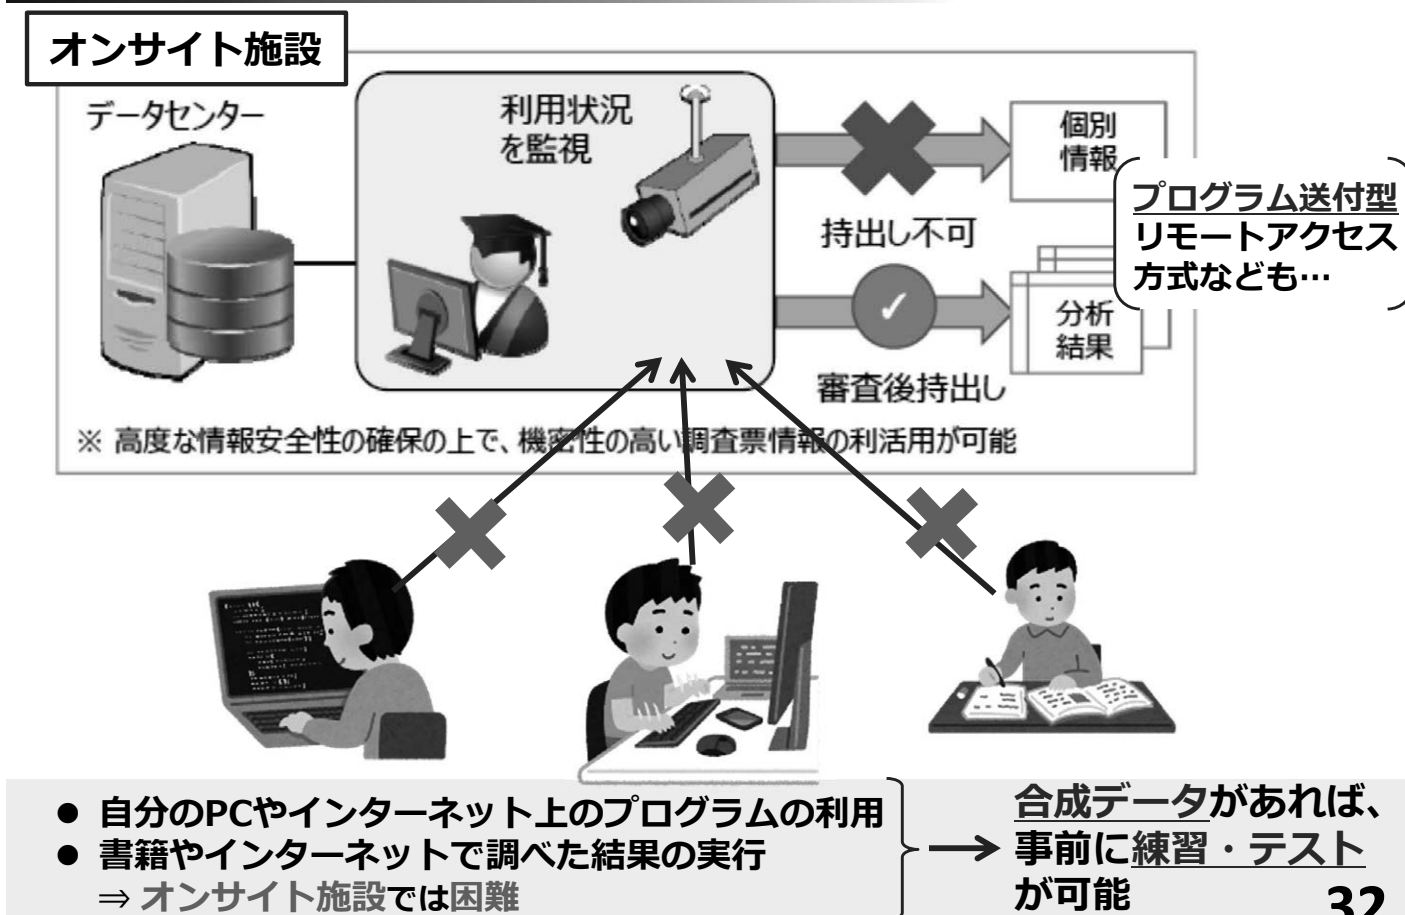 オンサイト施設
データセンター
利用状況
を監視
個別
情報
持出し不可
プログラム送付型
リモートアクセス
方式なども…
分析
結果
審査後持出し
※ 高度な情報安全性の確保の上で、機密性の高い調査票情報の利活用が可能
● 自分のPCやインターネット上のプログラムの利用
● 書籍やインターネットで調べた結果の実行
⇒ オンサイト施設では困難
合成データがあれば、
事前に練習・テスト
が可能
32